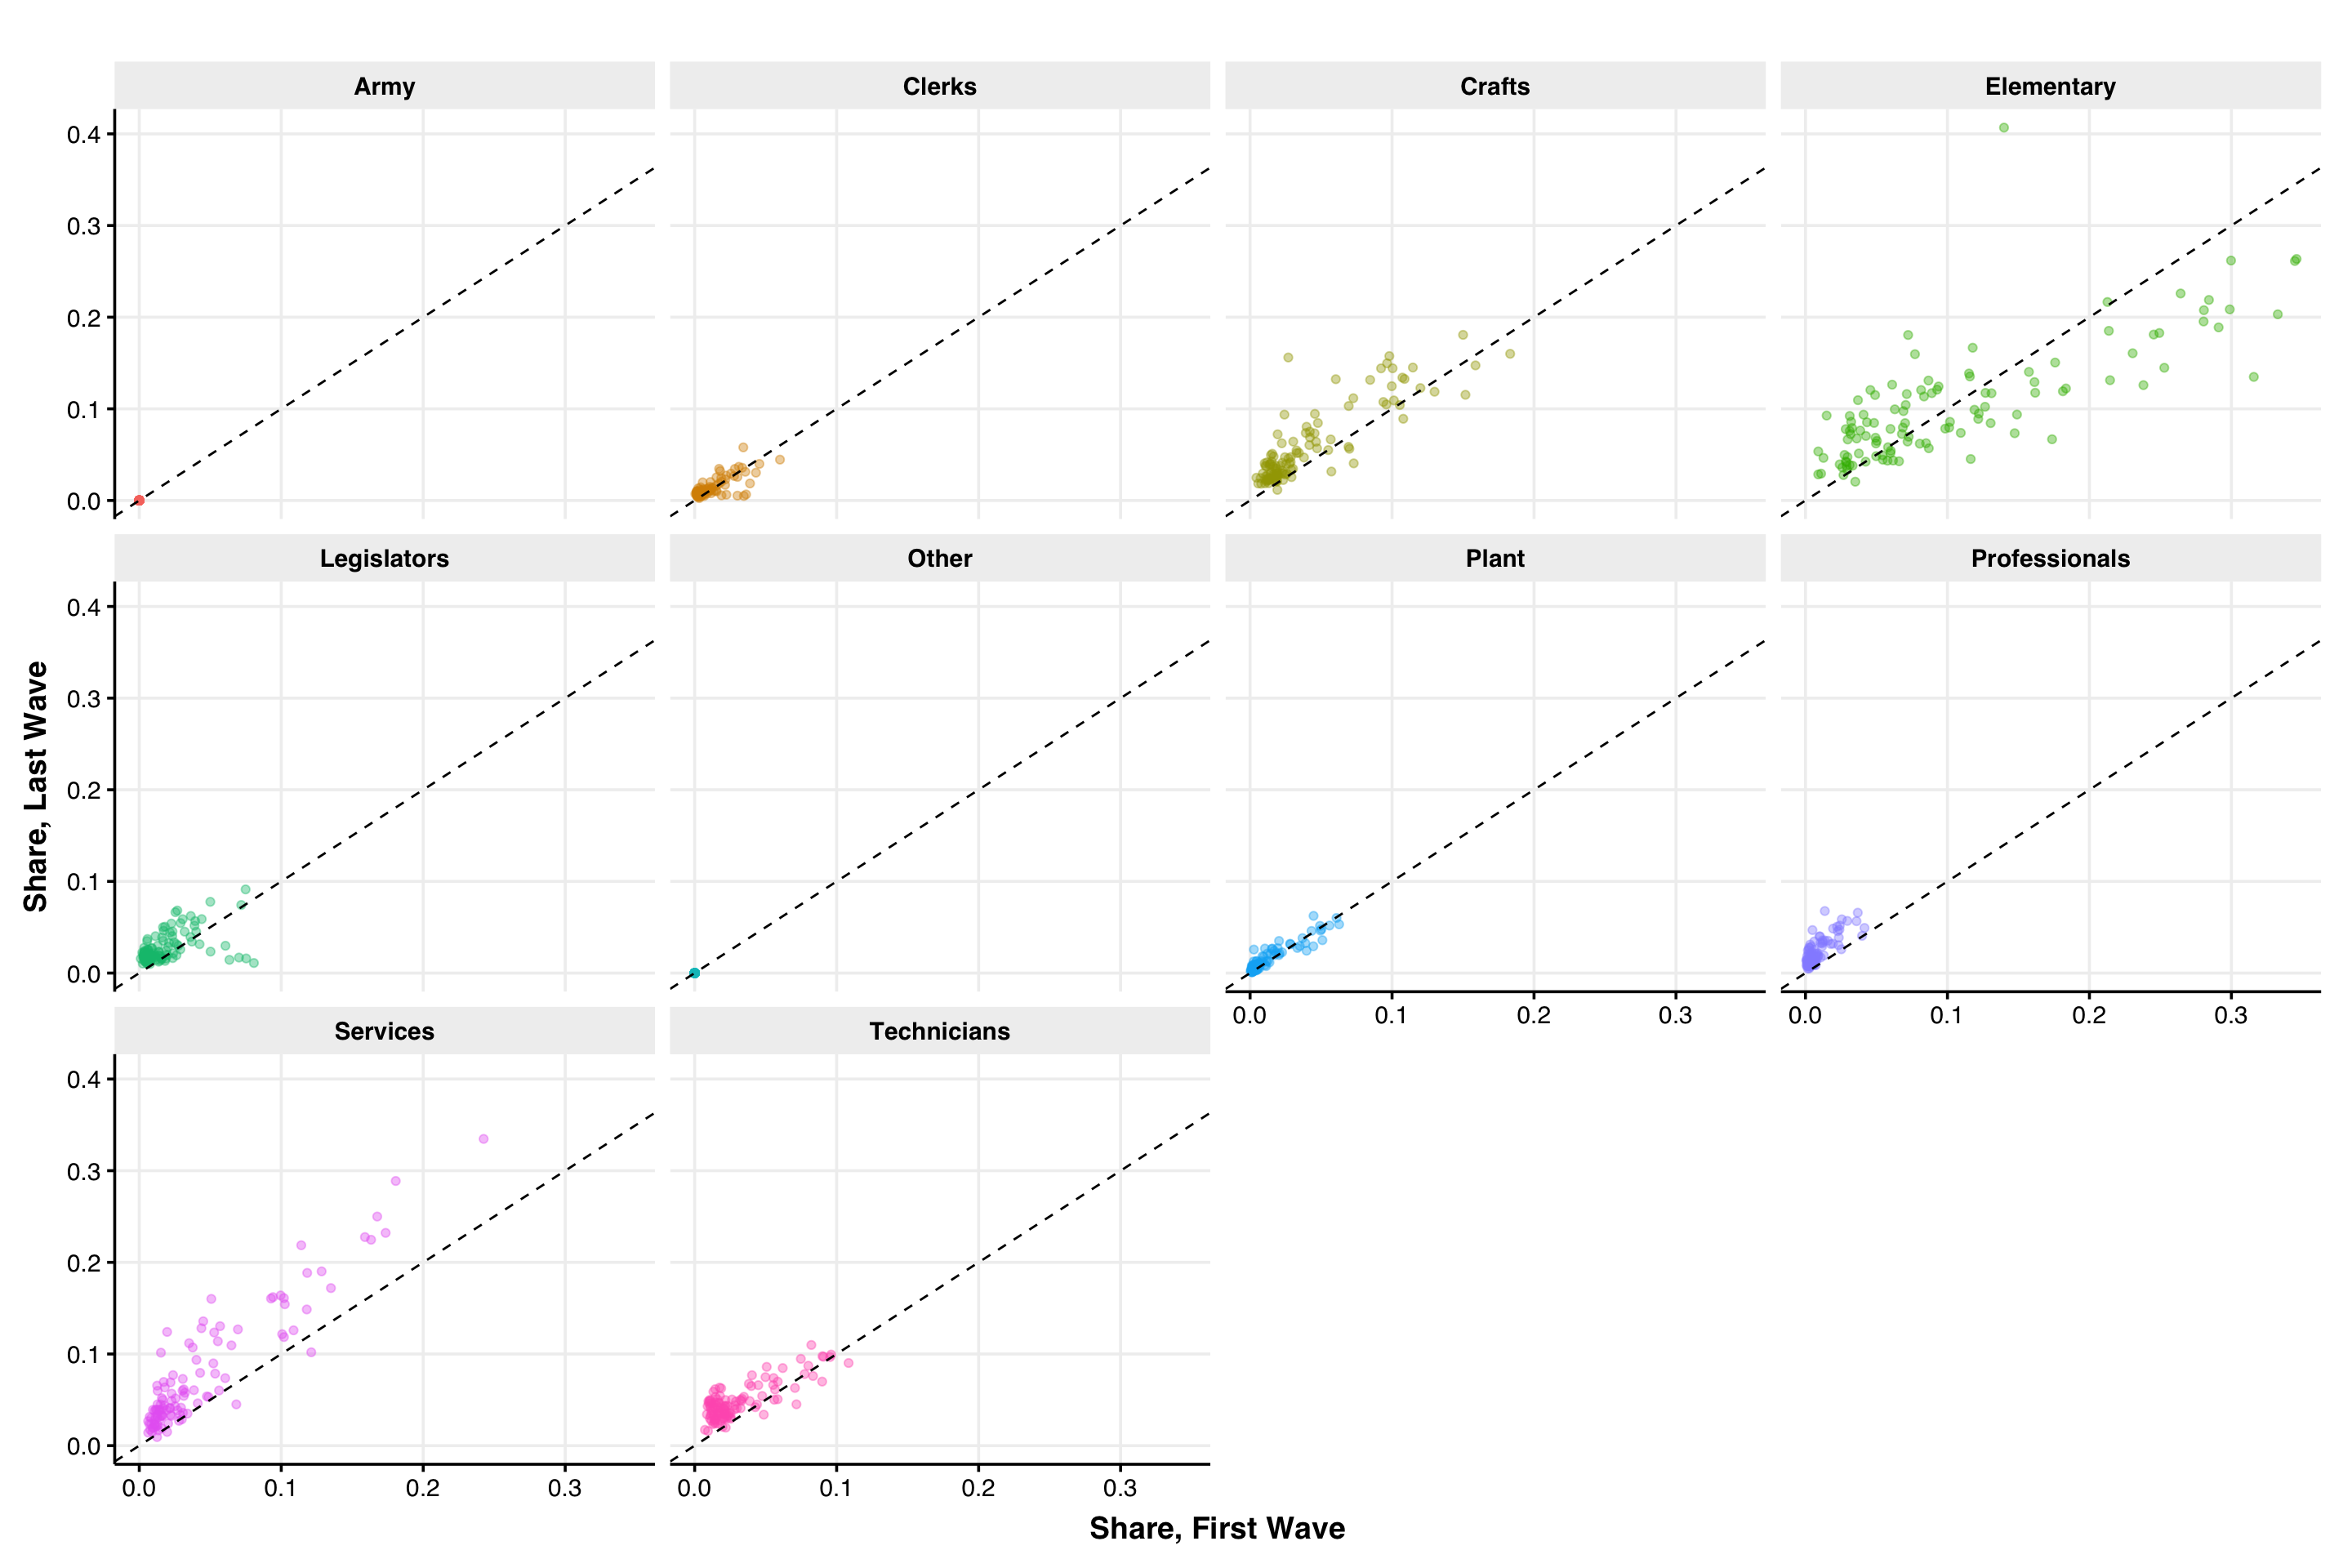 Army Clerks Crafts Elementary
0.4
0.3
0.2
0.1
0.0
Legislators Other Plant Professionals
0.4
0.3
0.2
0.1
0.0
0.0 0.1 0.2 0.3 0.0 0.1 0.2 0.3
Services Technicians
0.4
0.3
0.2
0.1
0.0
0.0 0.1 0.2 0.3 0.0 0.1 0.2 0.3
Share, First Wave
Share, Last Wave